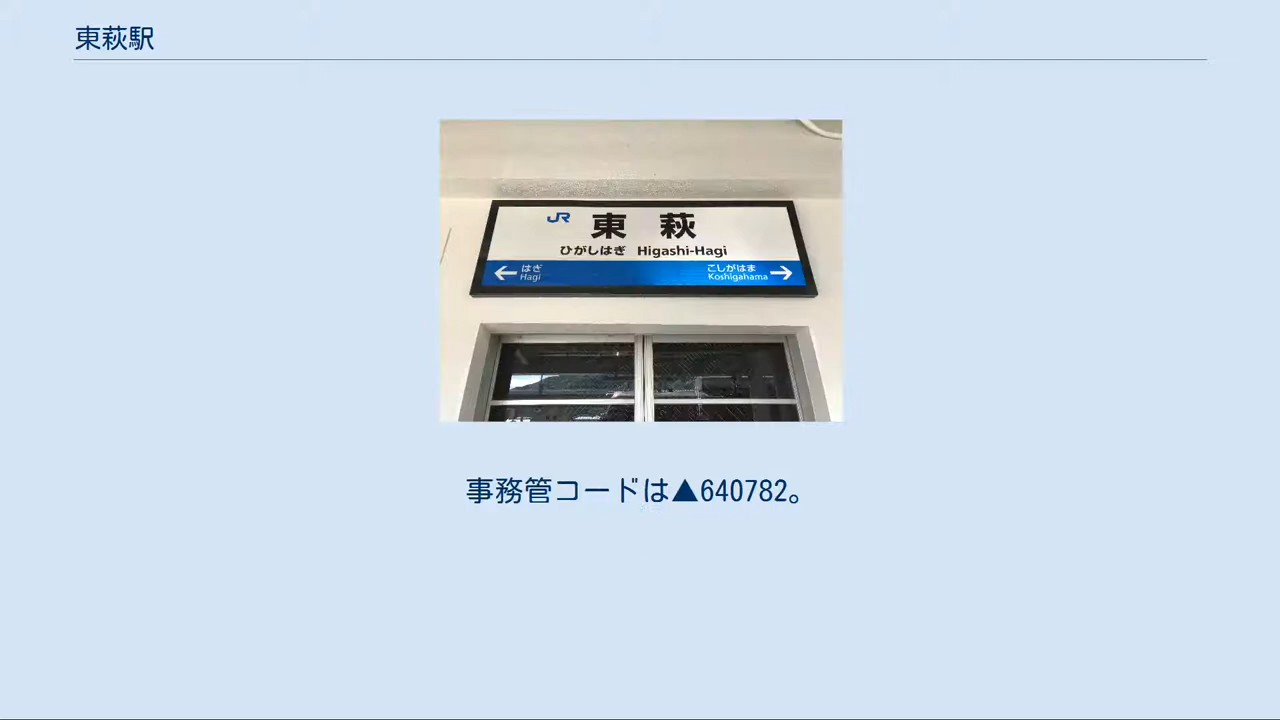 東萩駅
JR 東 萩
ひがしはぎ Higashi-Hagi
← はぎ こしがはま →
Hagi Koshigahama
事務管コードは▲640782。